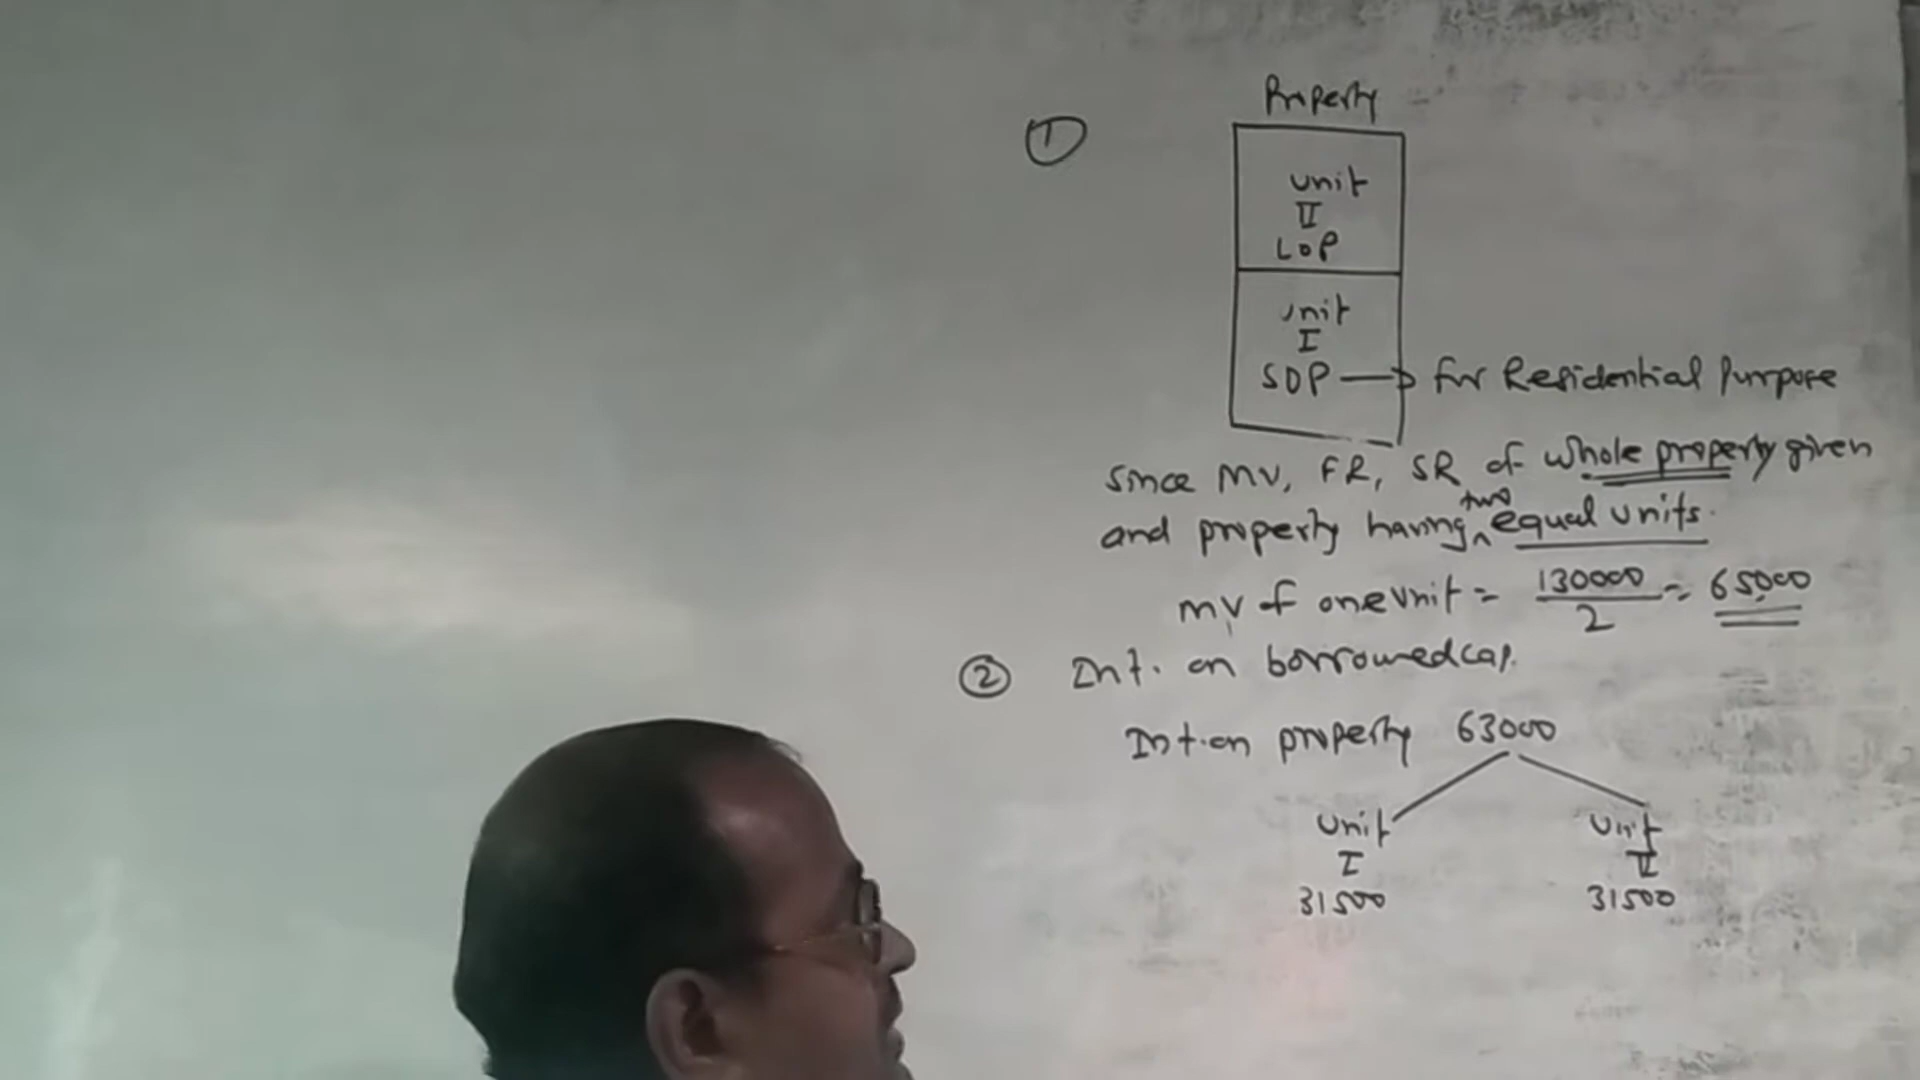 Property
①
unit
II
LOP
unit
I
SOP → for Residential Purpose
Since MV, FR, SR of whole property given
and property having ^two equal units.
MV of one unit = 130000/2 = 65000
② Int. on borrowed cap.
Int. on property 63000
Unit Unit
I II
31500 31500